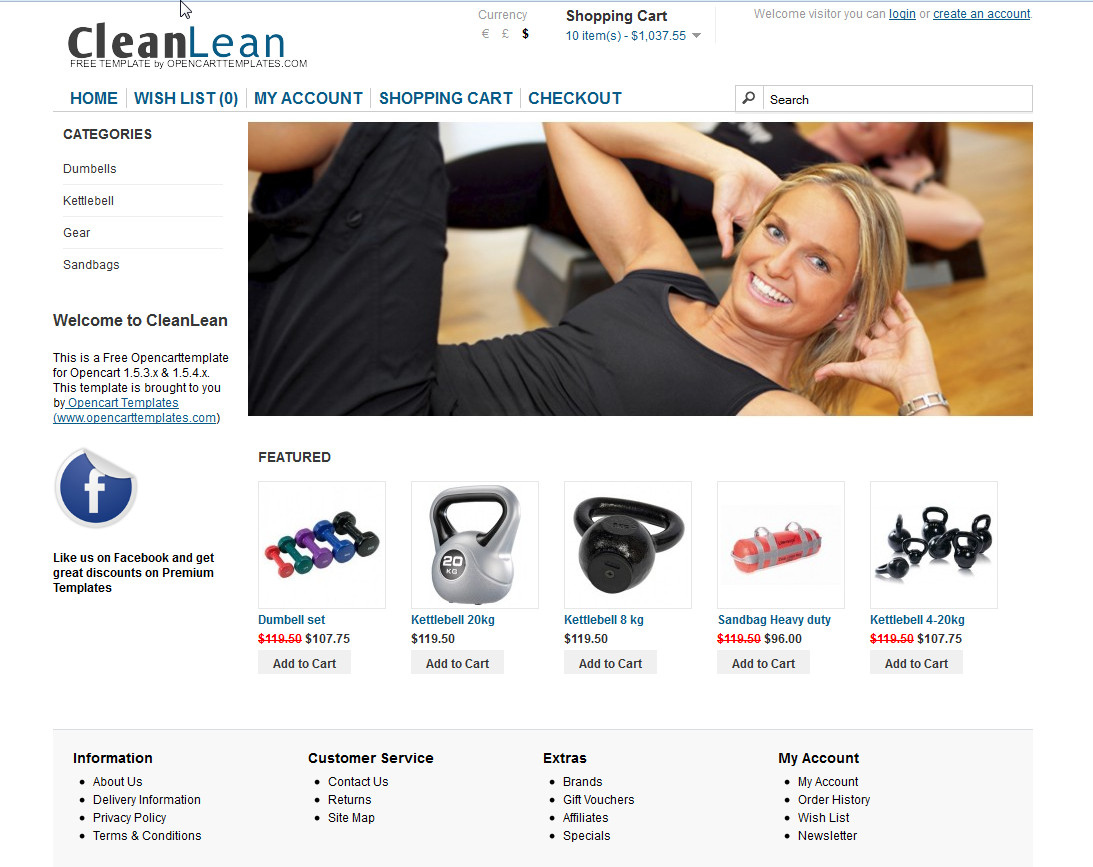 CleanLean
FREE TEMPLATE by OPENCARTTEMPLATES.COM
Currency
€ £ $
Shopping Cart
10 item(s) - $1,037.55
Welcome visitor you can login or create an account.
HOME
WISH LIST (0)
MY ACCOUNT
SHOPPING CART
CHECKOUT
Search
CATEGORIES
Dumbells
Kettlebell
Gear
Sandbags
Welcome to CleanLean
This is a Free Opencarttemplate
for Opencart 1.5.3.x & 1.5.4.x.
This template is brought to you
by Opencart Templates
(www.opencarttemplates.com)
f
Like us on Facebook and get
great discounts on Premium
Templates
FEATURED
20
KG
Dumbell set
$119.50 $107.75
Add to Cart
Kettlebell 20kg
$119.50
Add to Cart
Kettlebell 8 kg
$119.50
Add to Cart
Sandbag Heavy duty
$119.50 $96.00
Add to Cart
Kettlebell 4-20kg
$119.50 $107.75
Add to Cart
Information
About Us
Delivery Information
Privacy Policy
Terms & Conditions
Customer Service
Contact Us
Returns
Site Map
Extras
Brands
Gift Vouchers
Affiliates
Specials
My Account
My Account
Order History
Wish List
Newsletter